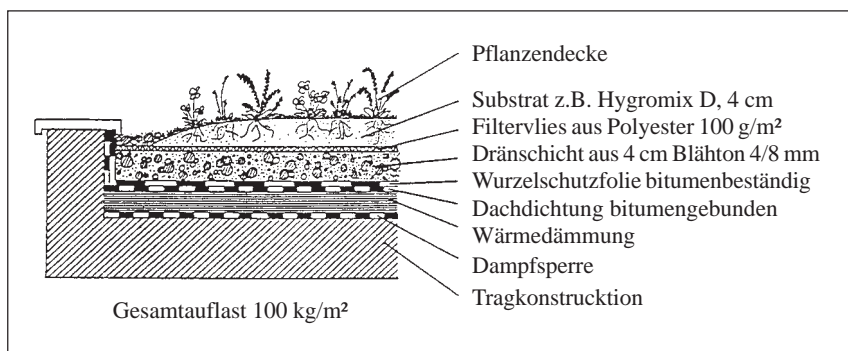 Pflanzendecke
Substrat z.B. Hygromix D, 4 cm
Filtervlies aus Polyester 100 g/m²
Dränschicht aus 4 cm Blähton 4/8 mm
Wurzelschutzfolie bitumenbeständig
Dachdichtung bitumengebunden
Wärmedämmung
Dampfsperre
Tragkonstrucktion
Gesamtauflast 100 kg/m²